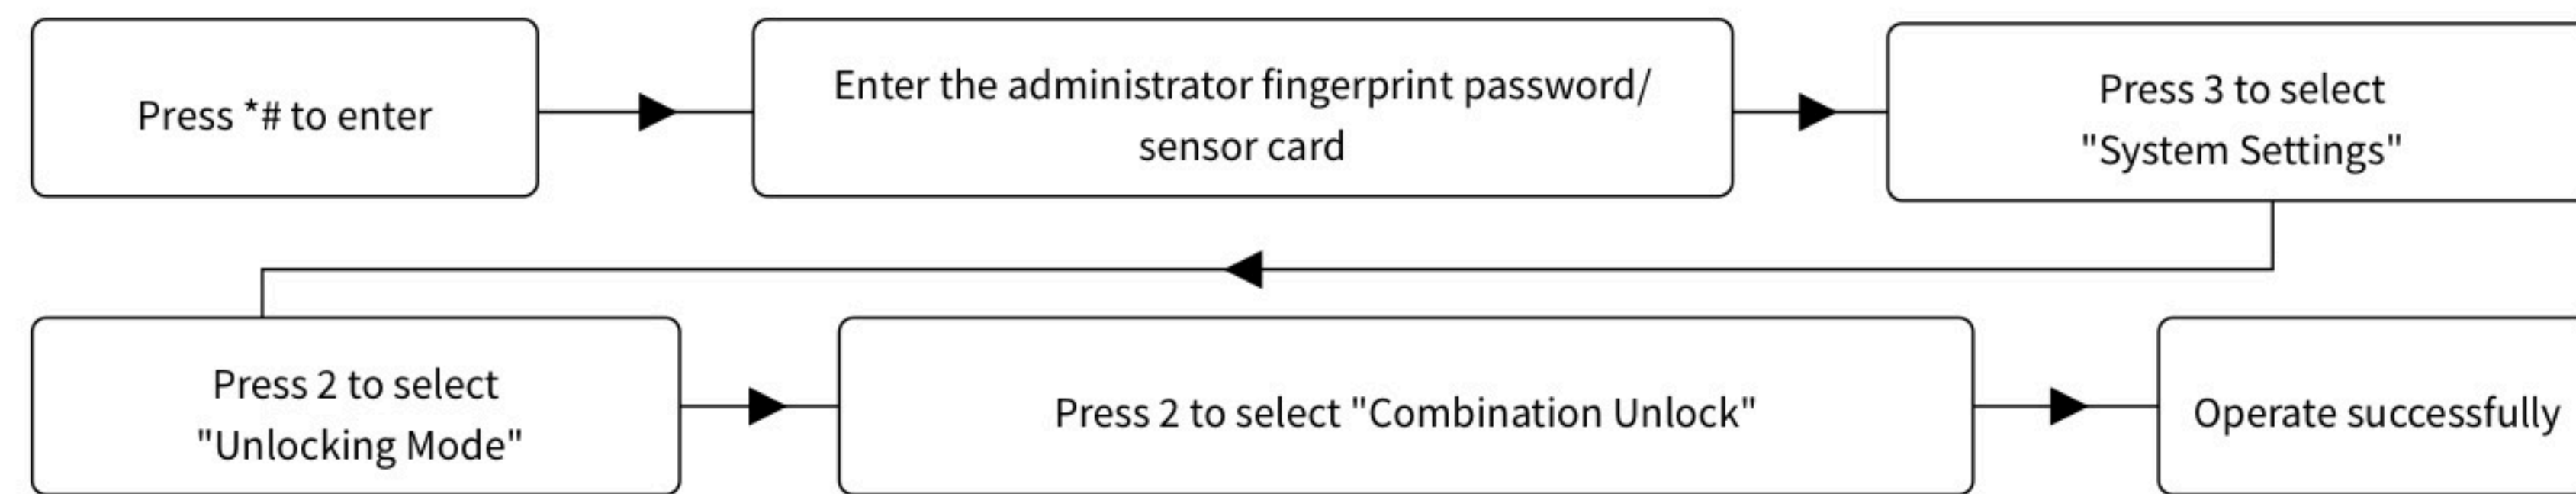 Press *# to enter
Enter the administrator fingerprint password/
sensor card
Press 3 to select
"System Settings"
Press 2 to select
"Unlocking Mode"
Press 2 to select "Combination Unlock"
Operate successfully